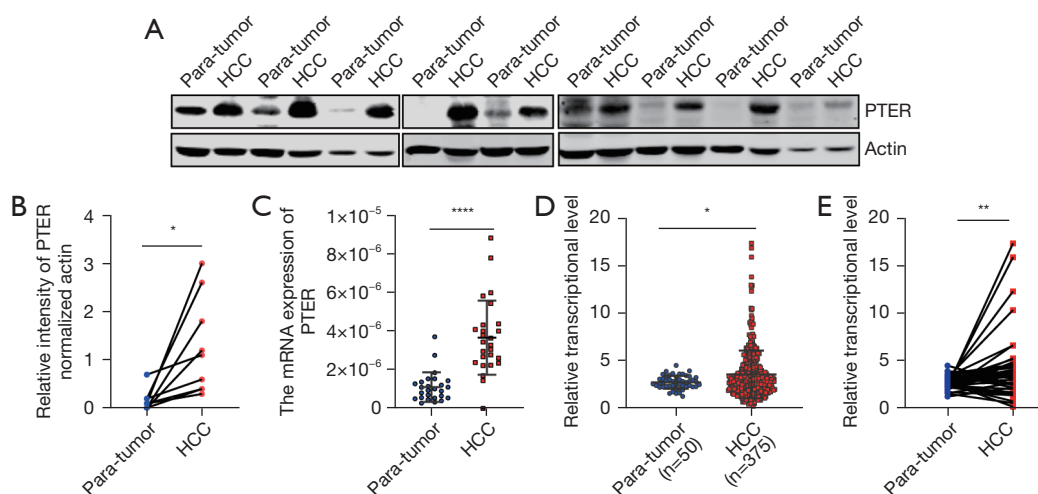 A
Para-tumor HCC Para-tumor HCC Para-tumor HCC Para-tumor HCC Para-tumor HCC Para-tumor HCC Para-tumor HCC Para-tumor HCC Para-tumor HCC
PTER
Actin
B
Relative intensity of PTER
normalized actin
4
3
2
1
0
*
Para-tumor
HCC
C
The mRNA expression of
PTER
1×10⁻⁵
8×10⁻⁶
6×10⁻⁶
4×10⁻⁶
2×10⁻⁶
0
****
Para-tumor
HCC
D
Relative transcriptional level
20
15
10
5
0
*
Para-tumor
(n=50)
HCC
(n=375)
E
Relative transcriptional level
20
15
10
5
0
**
Para-tumor
HCC